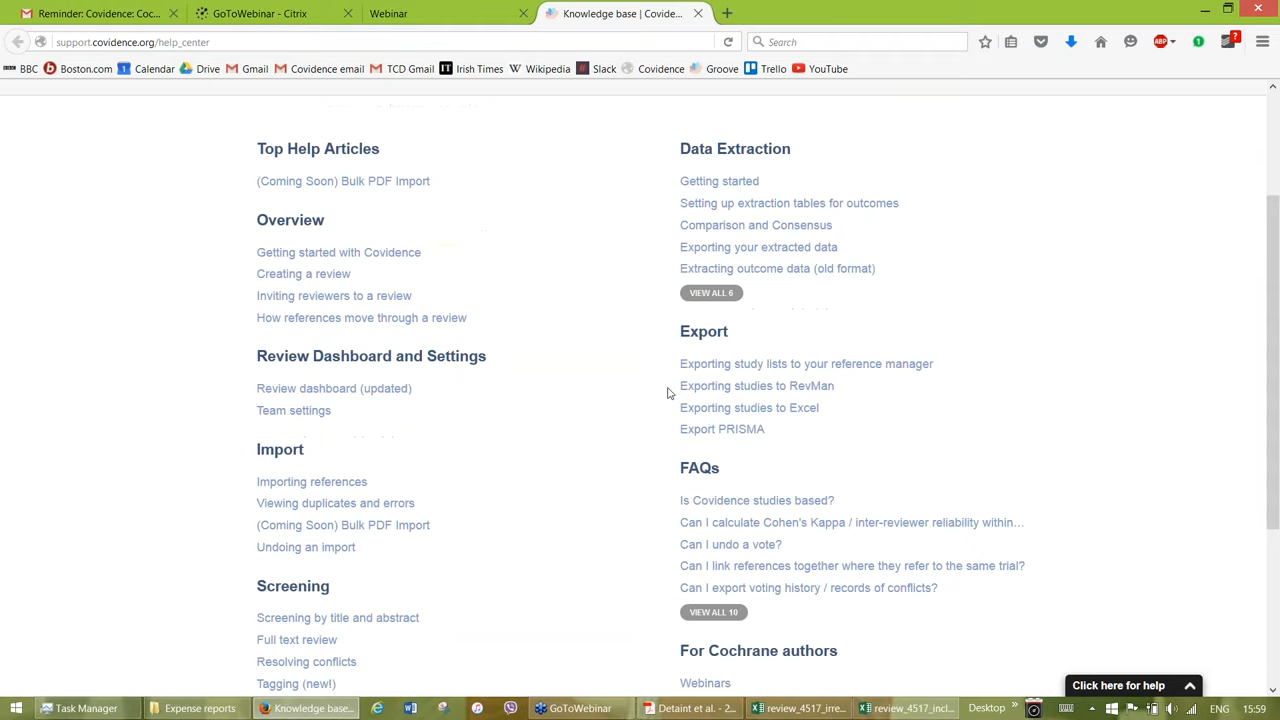 Reminder: Covidence: Coc...
GoToWebinar - Citrix
Webinar
Knowledge base | Covide...
support.covidence.org/help_center
Search
ABP
1
?
BBC
Boston.com
1 Calendar
Drive
Gmail
Covidence email
TCD Gmail
IT Irish Times
W Wikipedia
Slack
Covidence
Groove
Trello
YouTube
Top Help Articles
(Coming Soon) Bulk PDF Import
Overview
Getting started with Covidence
Creating a review
Inviting reviewers to a review
How references move through a review
Review Dashboard and Settings
Review dashboard (updated)
Team settings
Import
Importing references
Viewing duplicates and errors
(Coming Soon) Bulk PDF Import
Undoing an import
Screening
Screening by title and abstract
Full text review
Resolving conflicts
Tagging (new!)
Data Extraction
Getting started
Setting up extraction tables for outcomes
Comparison and Consensus
Exporting your extracted data
Extracting outcome data (old format)
VIEW ALL 6
Export
Exporting study lists to your reference manager
Exporting studies to RevMan
Exporting studies to Excel
Export PRISMA
FAQs
Is Covidence studies based?
Can I calculate Cohen's Kappa / inter-reviewer reliability within...
Can I undo a vote?
Can I link references together where they refer to the same trial?
Can I export voting history / records of conflicts?
VIEW ALL 10
For Cochrane authors
Webinars
Click here for help
Task Manager
Expense reports
Knowledge base...
GoToWebinar
Detaint et al. - 2...
review_4517_irre...
review_4517_incl...
Desktop »
ENG
15:59